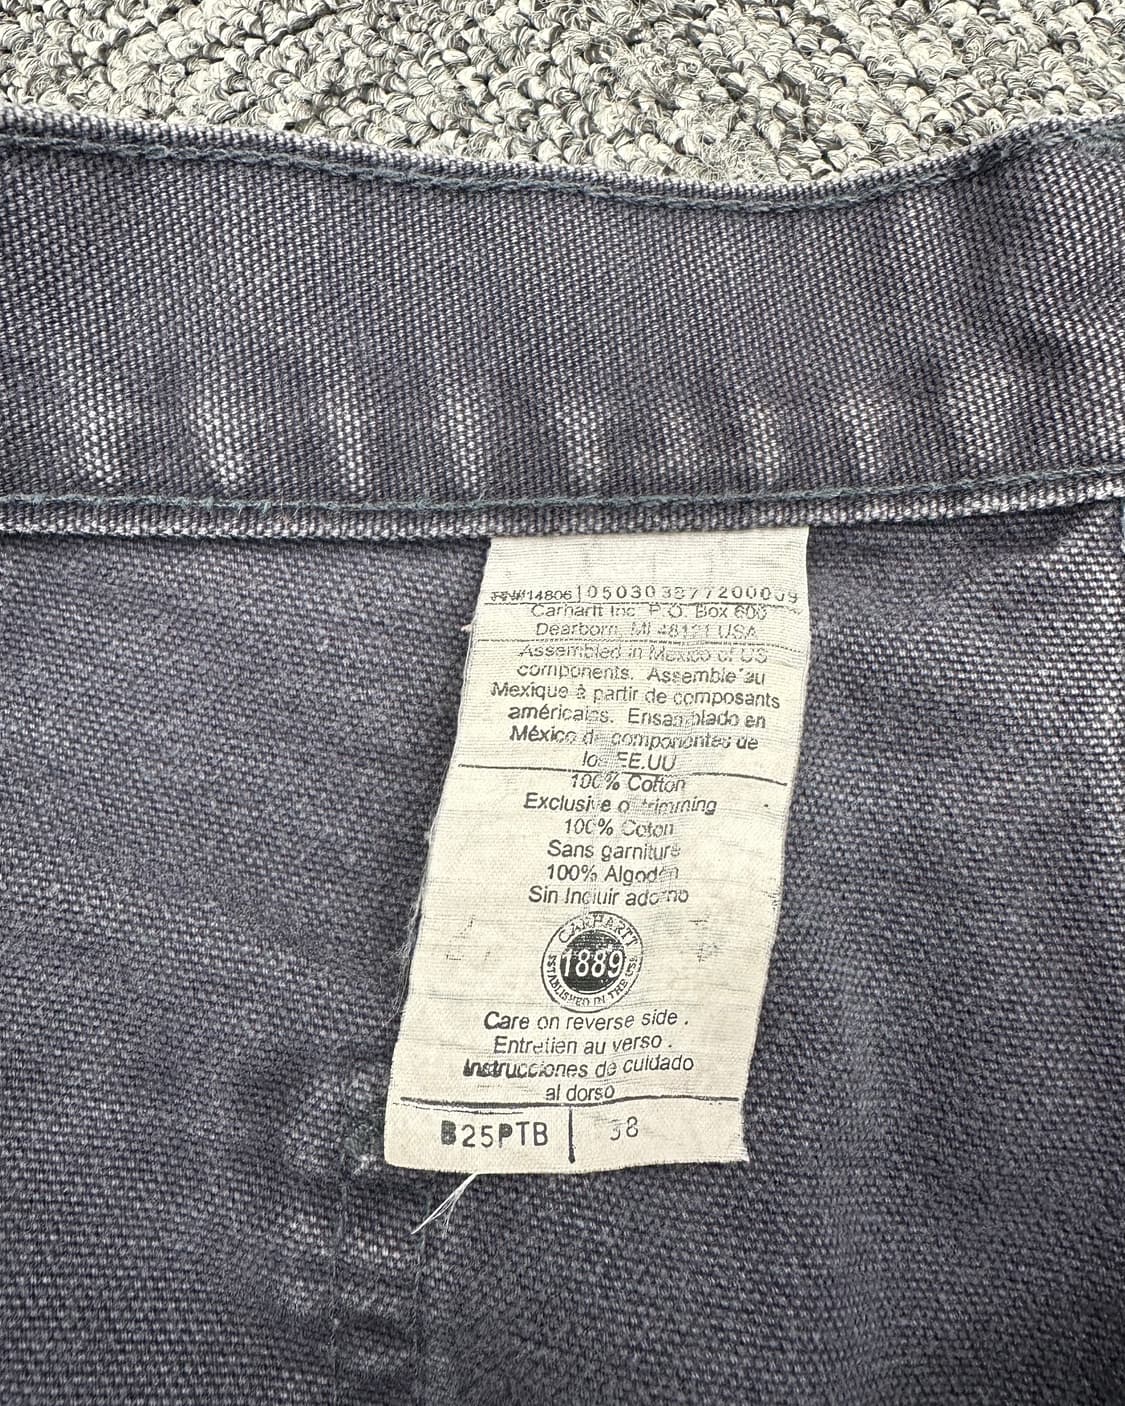 RN#14806 | 0503033772000 9
Carhartt Inc. P.O. Box 600
Dearborn, MI 48121 USA
Assembled in Mexico of US
components. Assemble au
Mexique à partir de composants
américains. Ensamblado en
México de componentes de
los EE.UU
100% Cotton
Exclusive of trimming
100% Coton
Sans garniture
100% Algodón
Sin Incluir adorno
CARHARTT
1889
ESTABLISHED IN THE USA
Care on reverse side .
Entretien au verso .
Instrucciones de cuidado
al dorso
B25PTB | 38